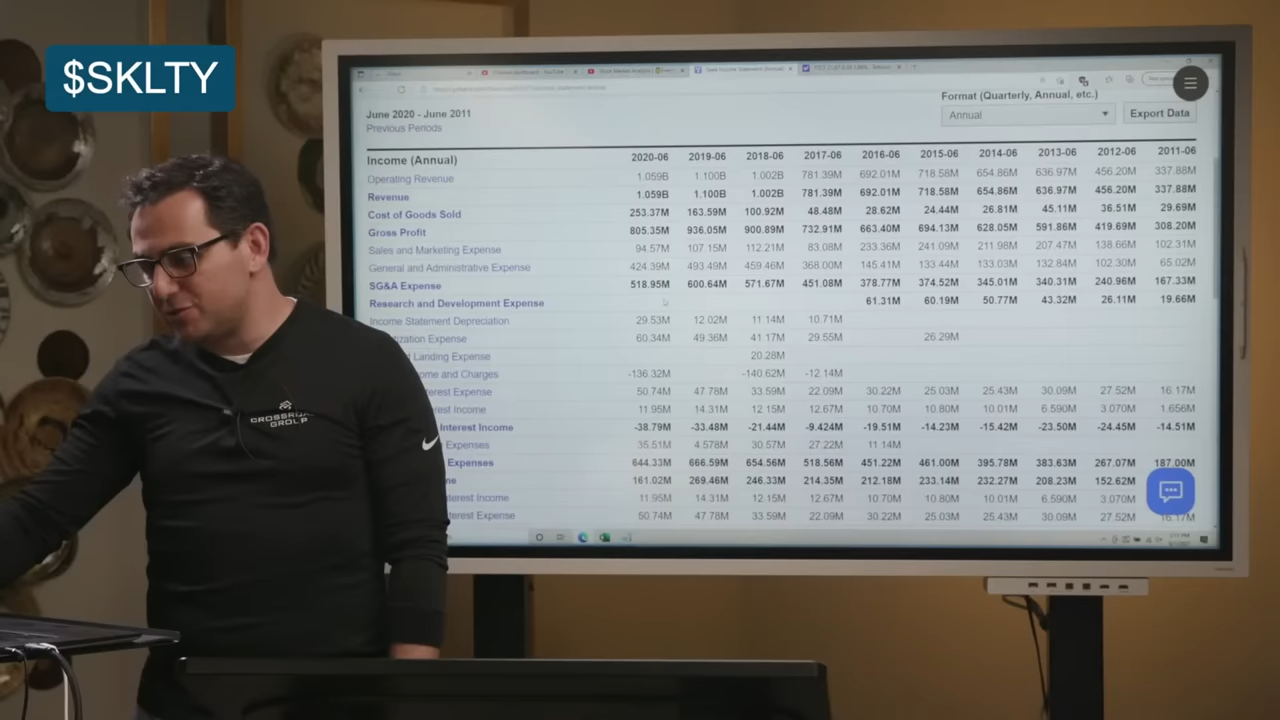 $SKLTY
June 2020 - June 2011
Previous Periods
Format (Quarterly, Annual, etc.)
Annual
Export Data
Income (Annual) 2020-06 2019-06 2018-06 2017-06 2016-06 2015-06 2014-06 2013-06 2012-06 2011-06
Operating Revenue 1.059B 1.100B 1.002B 781.39M 692.01M 718.58M 654.86M 636.97M 456.20M 337.88M
Revenue 1.059B 1.100B 1.002B 781.39M 692.01M 718.58M 654.86M 636.97M 456.20M 337.88M
Cost of Goods Sold 253.37M 163.59M 100.92M 48.48M 28.62M 24.44M 26.81M 45.11M 36.51M 29.69M
Gross Profit 805.35M 936.05M 900.89M 732.91M 663.40M 694.13M 628.05M 591.86M 419.69M 308.20M
Sales and Marketing Expense 94.57M 107.15M 112.21M 83.08M 233.36M 241.09M 211.98M 207.47M 138.66M 102.31M
General and Administrative Expense 424.39M 493.49M 459.46M 368.00M 145.41M 133.44M 133.03M 132.84M 102.30M 65.02M
SG&A Expense 518.95M 600.64M 571.67M 451.08M 378.77M 374.52M 345.01M 340.31M 240.96M 167.33M
Research and Development Expense 61.31M 60.19M 50.77M 43.32M 26.11M 19.66M
Income Statement Depreciation 29.53M 12.02M 11.14M 10.71M
ization Expense 60.34M 49.36M 41.17M 29.55M 26.29M
Landing Expense 20.28M
ome and Charges -136.32M -140.62M -12.14M
terest Expense 50.74M 47.78M 33.59M 22.09M 30.22M 25.03M 25.43M 30.09M 27.52M 16.17M
rest Income 11.95M 14.31M 12.15M 12.67M 10.70M 10.80M 10.01M 6.590M 3.070M 1.656M
Interest Income -38.79M -33.48M -21.44M -9.424M -19.51M -14.23M -15.42M -23.50M -24.45M -14.51M
Expenses 35.51M 4.578M 30.57M 27.22M 11.14M
Expenses 644.33M 666.59M 654.56M 518.56M 451.22M 461.00M 395.78M 383.63M 267.07M 187.00M
ne 161.02M 269.46M 246.33M 214.35M 212.18M 233.14M 232.27M 208.23M 152.62M
terest Income 11.95M 14.31M 12.15M 12.67M 10.70M 10.80M 10.01M 6.590M 3.070M
terest Expense 50.74M 47.78M 33.59M 22.09M 30.22M 25.03M 25.43M 30.09M 27.52M 16.17M
CROSSROADS
GROUP